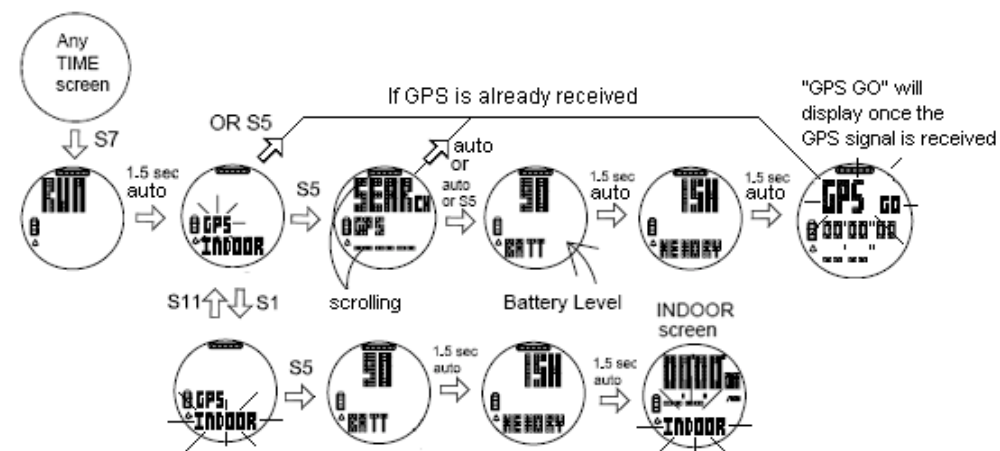 Any
TIME
screen
S7
RUN
1.5 sec
auto
OR S5
GPS
INDOOR
S5
If GPS is already received
SEARCH
GPS
scrolling
auto
or
auto
or S5
90
BATT
Battery Level
1.5 sec
auto
15H
MEMORY
1.5 sec
auto
"GPS GO" will
display once the
GPS signal is received
GPS GO
00'00"00
S11
S1
GPS
INDOOR
S5
90
BATT
1.5 sec
auto
15H
MEMORY
1.5 sec
auto
INDOOR
screen
INDOOR